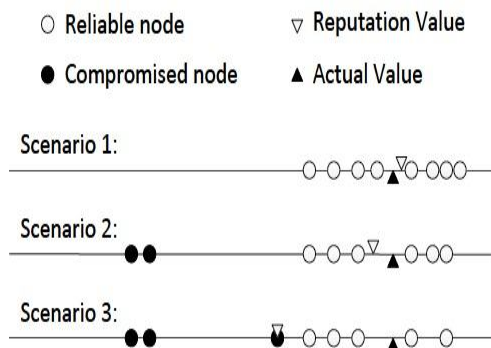 Reliable node
Reputation Value
Compromised node
Actual Value
Scenario 1:
Scenario 2:
Scenario 3: